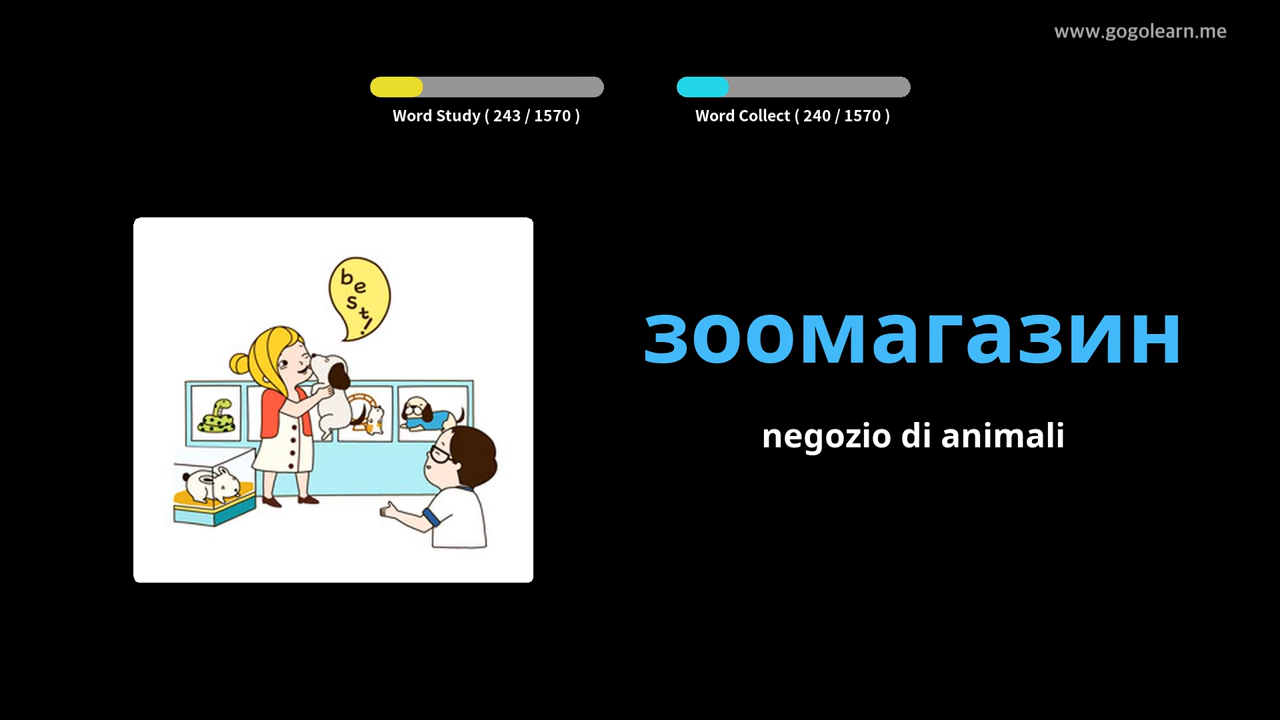 www.gogolearn.me
Word Study ( 243 / 1570 )
Word Collect ( 240 / 1570 )
best!
зоомагазин
negozio di animali